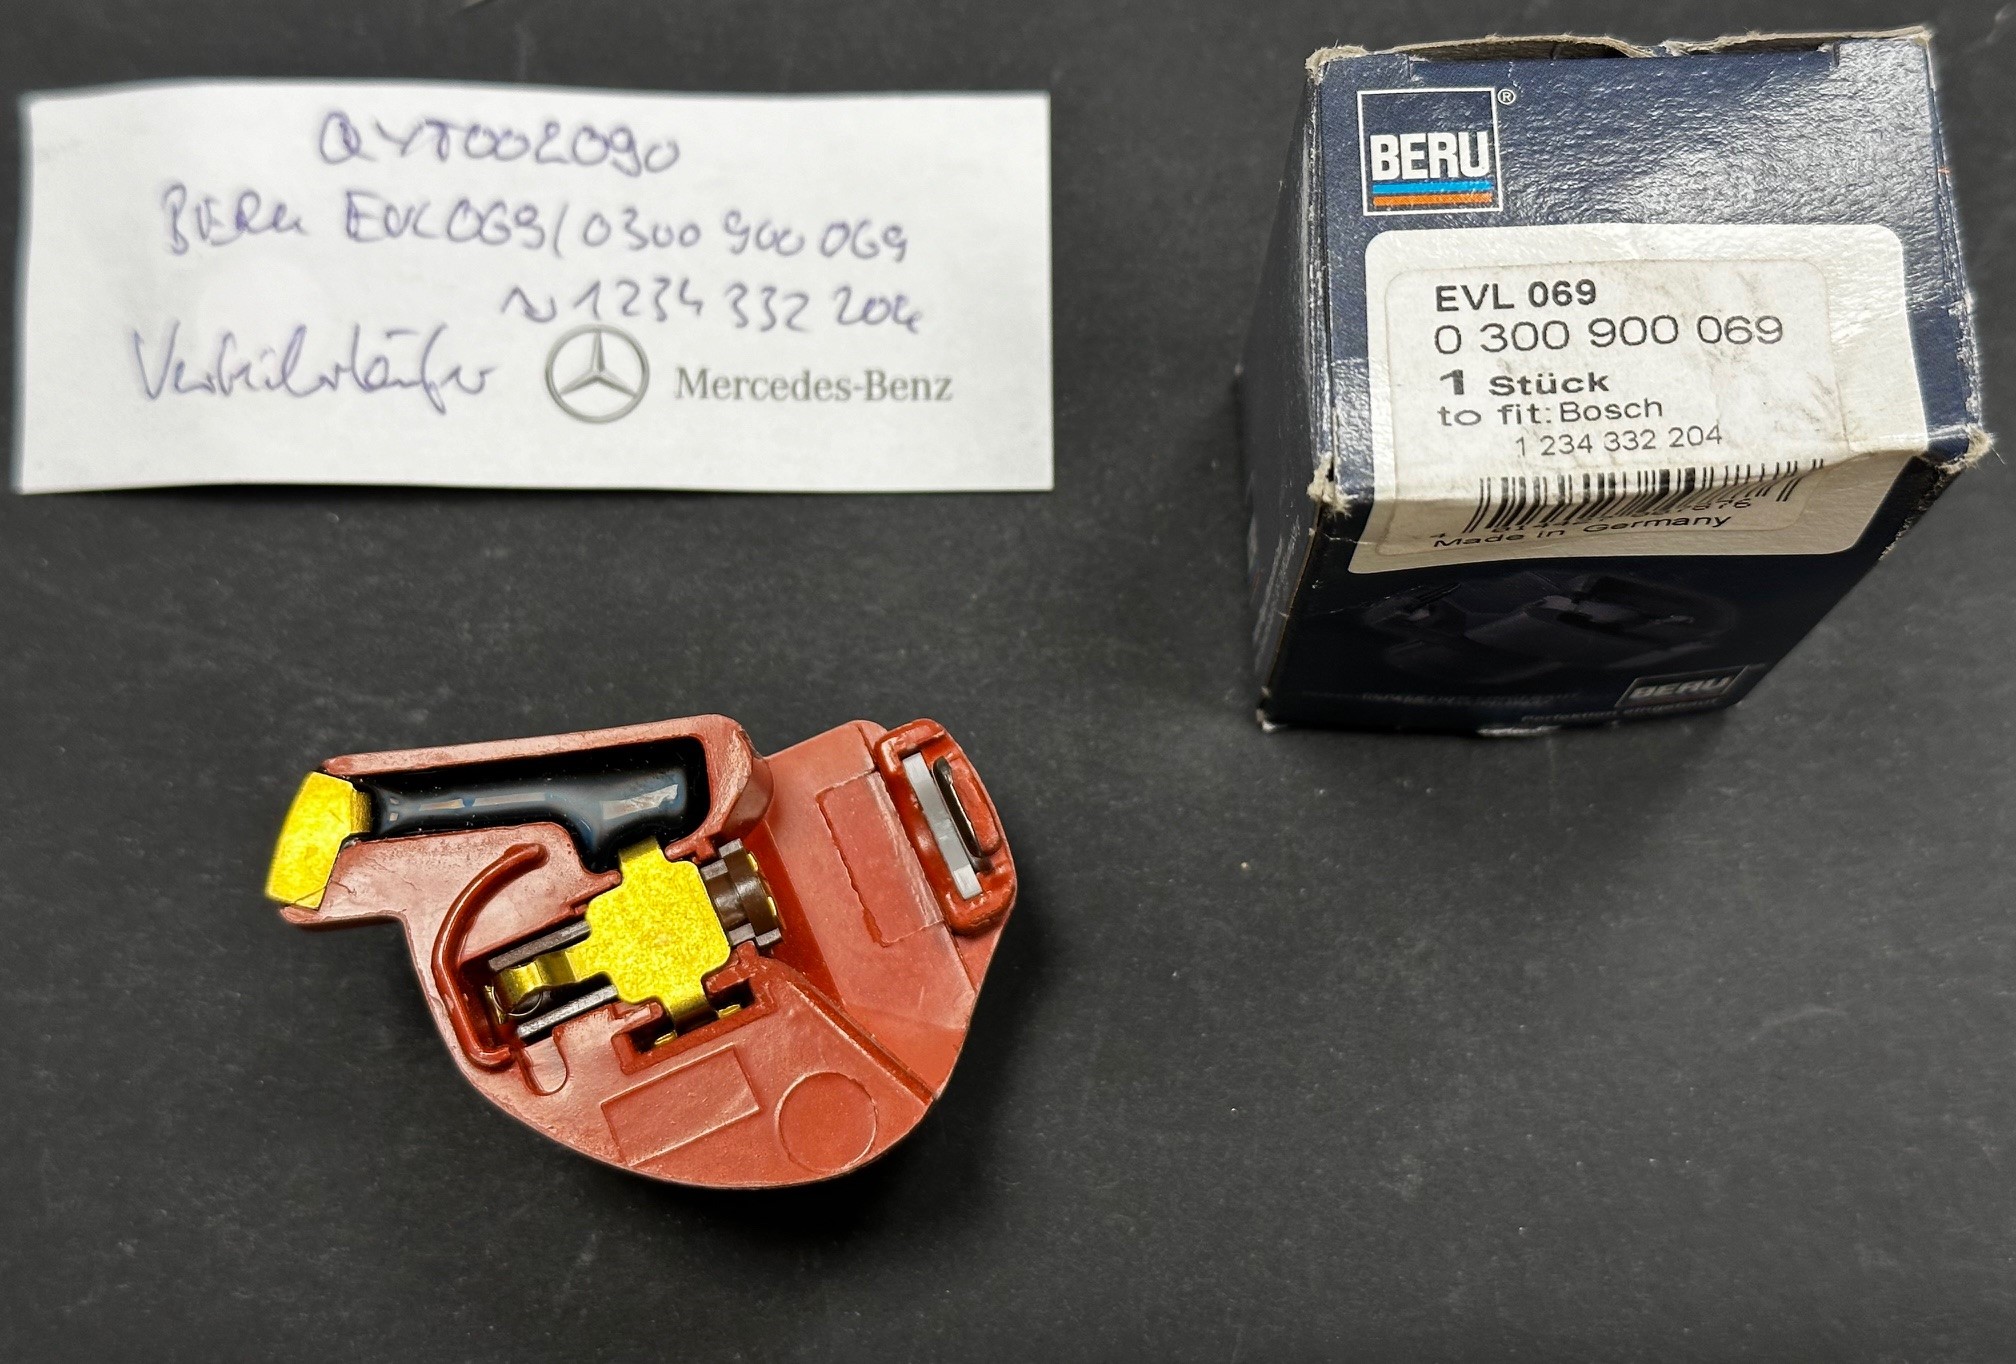 QYT002090
BERU EVL069/0300 900 069
~ 1234 332 204
Verteilerläufer
Mercedes-Benz
BERU®
EVL 069
0 300 900 069
1 Stück
to fit: Bosch
1 234 332 204
Made in Germany
BERU